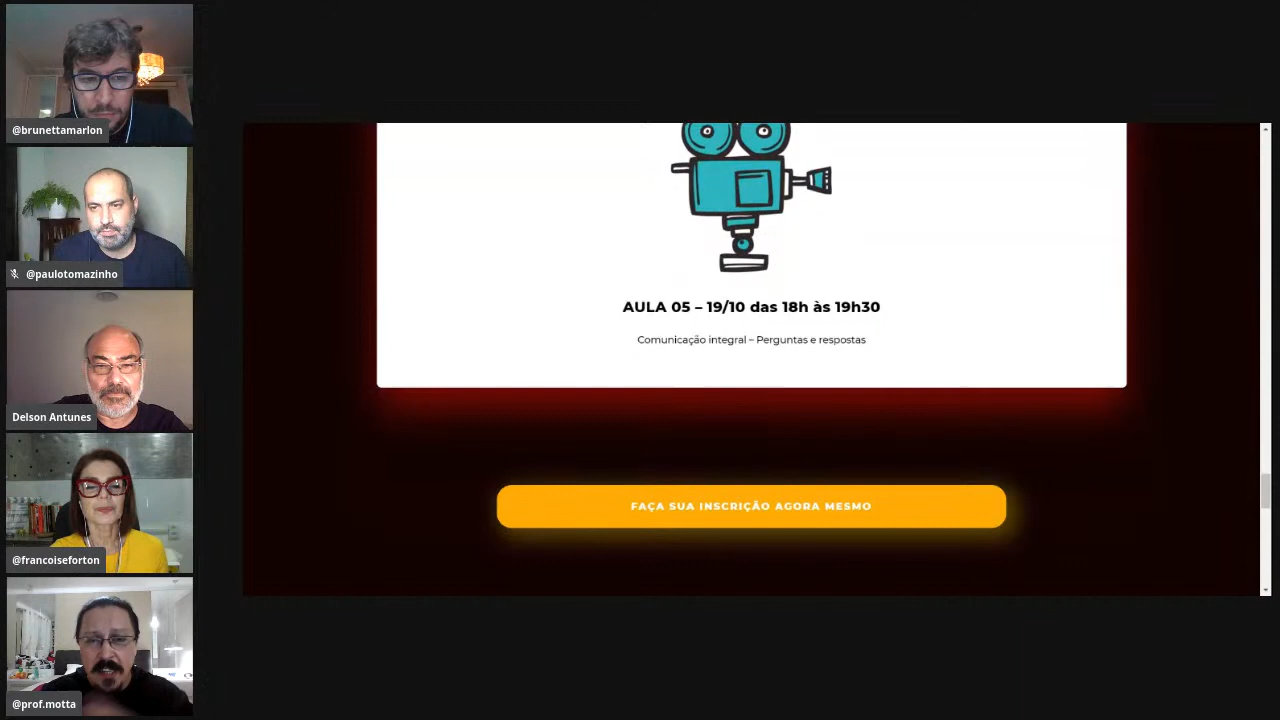 @brunettamarlon
@paulotomazinho
Delson Antunes
@francoiseforton
@prof.motta
AULA 05 – 19/10 das 18h às 19h30
Comunicação integral – Perguntas e respostas
FAÇA SUA INSCRIÇÃO AGORA MESMO